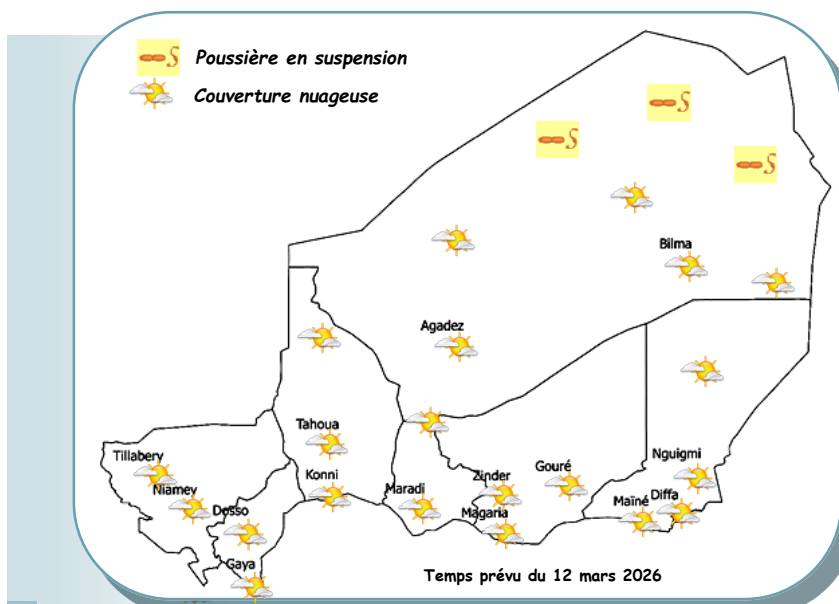 Poussière en suspension
Couverture nuageuse
Bilma
Agadez
Tahoua
Tillabery
Nguigmi
Gouré
Zinder
Konni
Maradi
Niamey
Maïné
Diffa
Dosso
Magaria
Gaya
Temps prévu du 12 mars 2026